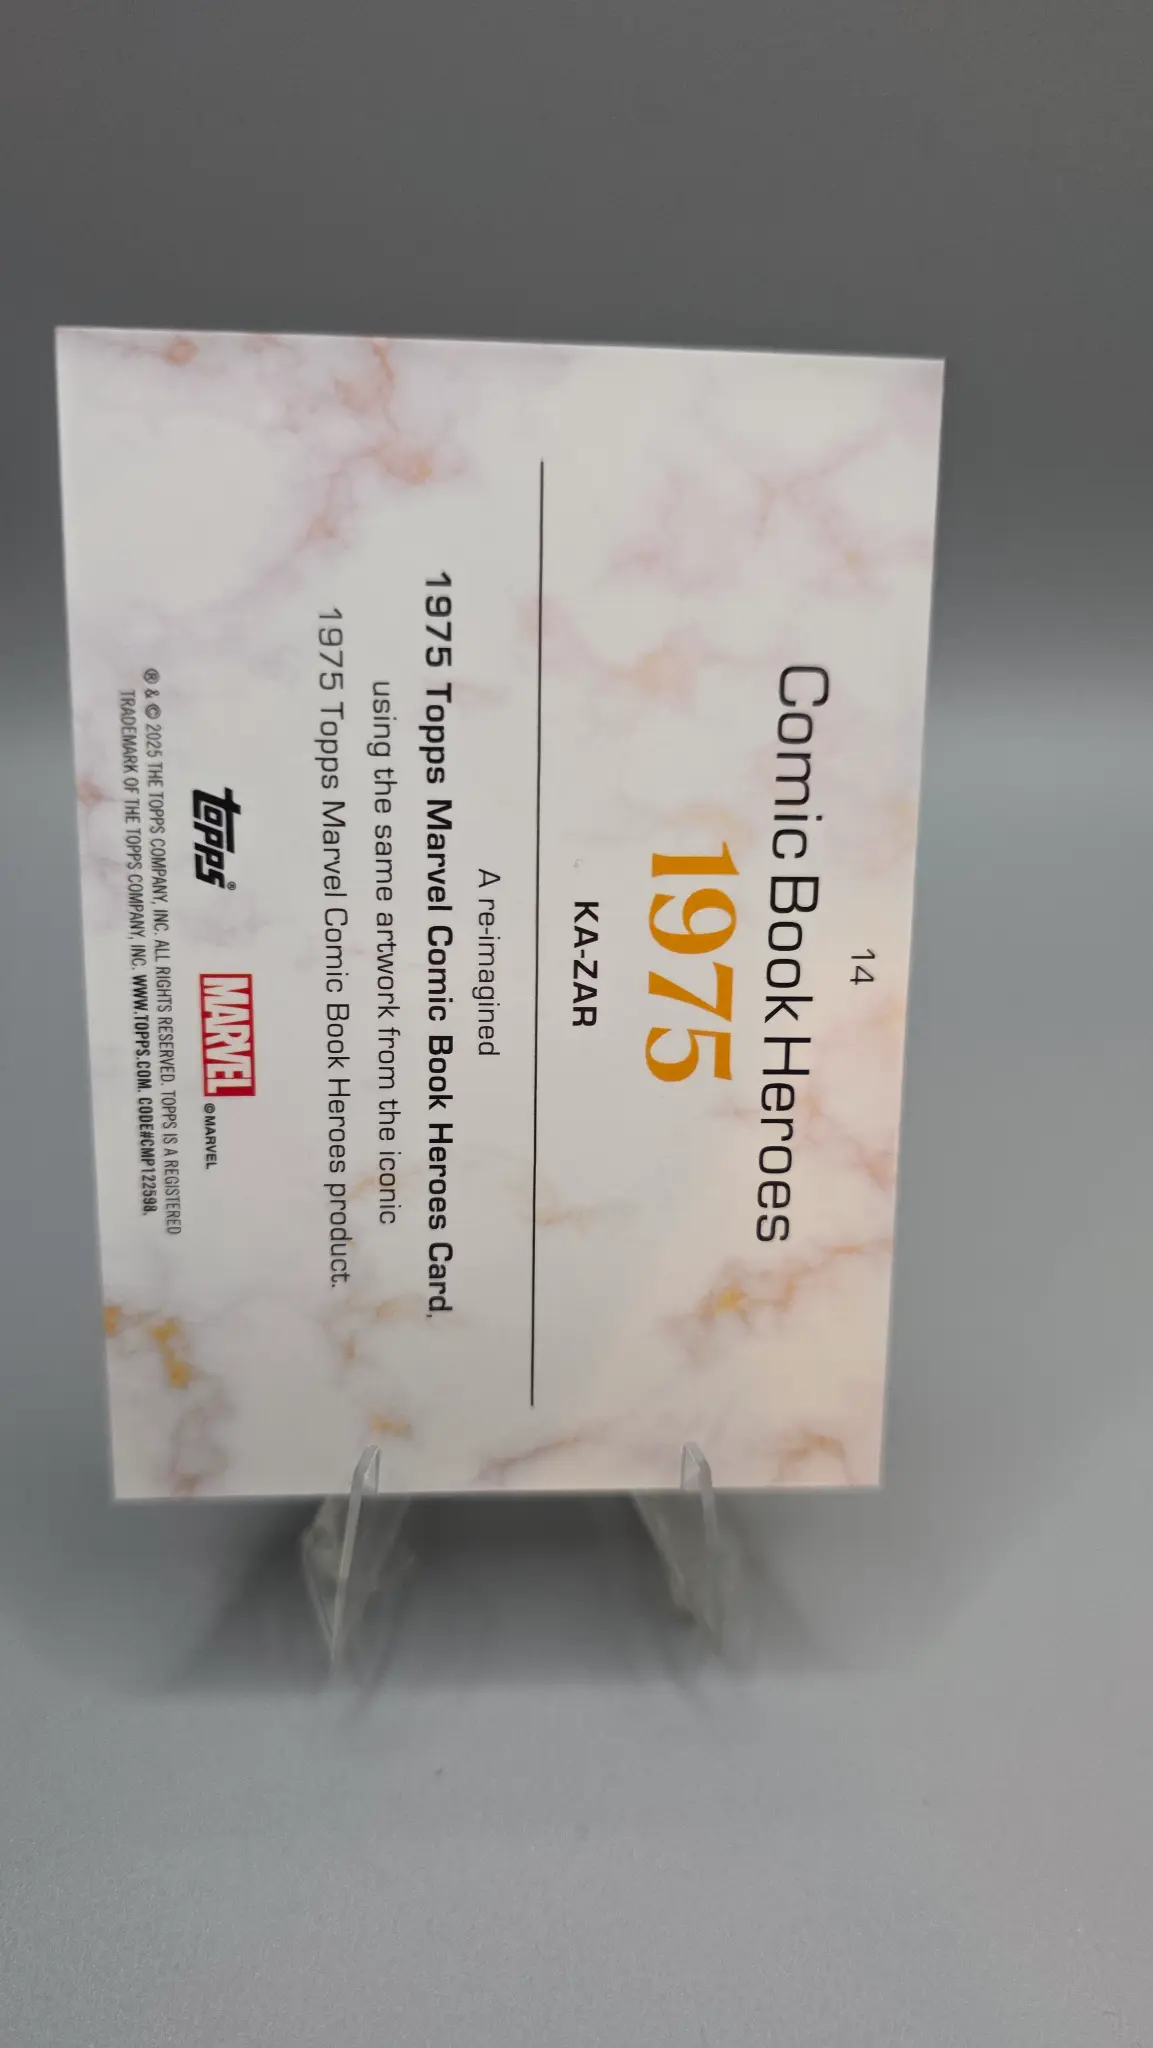 14
Comic Book Heroes
1975
KA-ZAR
A re-imagined
1975 Topps Marvel Comic Book Heroes Card,
using the same artwork from the iconic
1975 Topps Marvel Comic Book Heroes product.
topps® MARVEL ©MARVEL
® & © 2025 THE TOPPS COMPANY, INC. ALL RIGHTS RESERVED. TOPPS IS A REGISTERED
TRADEMARK OF THE TOPPS COMPANY, INC. WWW.TOPPS.COM. CODE#CMP122598.